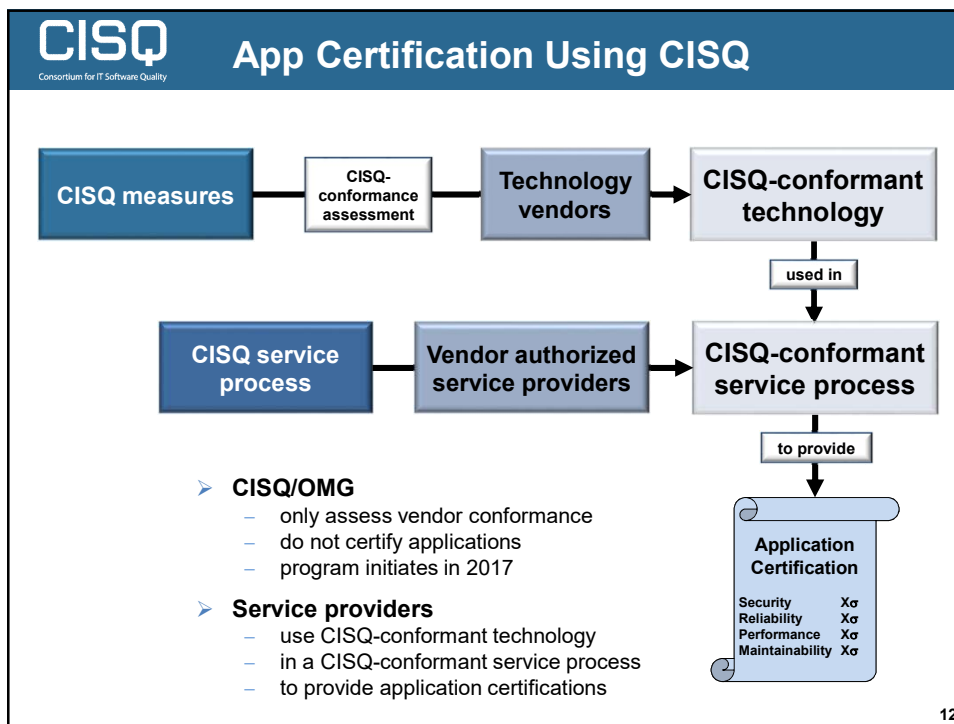 CISQ
Consortium for IT Software Quality
App Certification Using CISQ
CISQ measures
CISQ-
conformance
assessment
Technology
vendors
CISQ-conformant
technology
used in
CISQ service
process
Vendor authorized
service providers
CISQ-conformant
service process
to provide
➢ CISQ/OMG
– only assess vendor conformance
– do not certify applications
– program initiates in 2017
➢ Service providers
– use CISQ-conformant technology
– in a CISQ-conformant service process
– to provide application certifications
Application
Certification
Security Xσ
Reliability Xσ
Performance Xσ
Maintainability Xσ
12